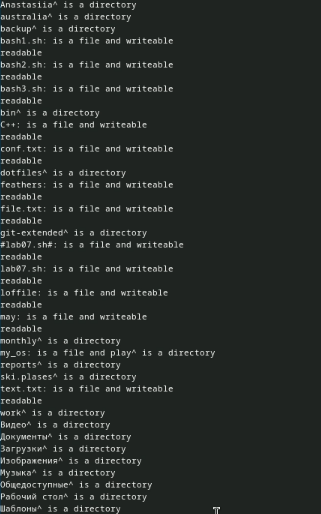 Anastasiia^ is a directory
australia^ is a directory
backup^ is a directory
bash1.sh: is a file and writeable
readable
bash2.sh: is a file and writeable
readable
bash3.sh: is a file and writeable
readable
bin^ is a directory
C++: is a file and writeable
readable
conf.txt: is a file and writeable
readable
dotfiles^ is a directory
feathers: is a file and writeable
readable
file.txt: is a file and writeable
readable
git-extended^ is a directory
#lab07.sh#: is a file and writeable
readable
lab07.sh: is a file and writeable
readable
loffile: is a file and writeable
readable
may: is a file and writeable
readable
monthly^ is a directory
my_os: is a file and play^ is a directory
reports^ is a directory
ski.plases^ is a directory
text.txt: is a file and writeable
readable
work^ is a directory
Видео^ is a directory
Документы^ is a directory
Загрузки^ is a directory
Изображения^ is a directory
Музыка^ is a directory
Общедоступные^ is a directory
Рабочий стол^ is a directory
Шаблоны^ is a directory